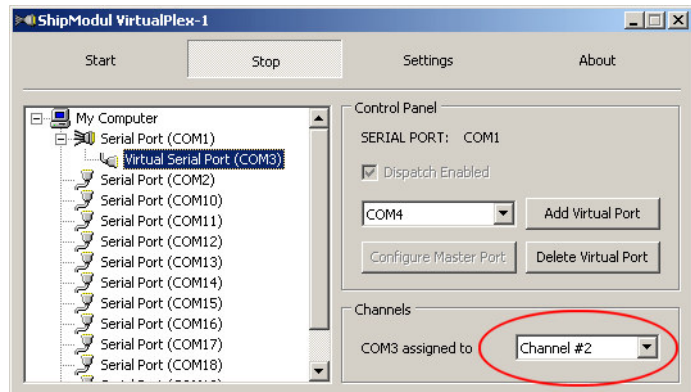 ShipModul VirtualPlex-1
Start Stop Settings About
My Computer
Serial Port (COM1)
Virtual Serial Port (COM3)
Serial Port (COM2)
Serial Port (COM10)
Serial Port (COM11)
Serial Port (COM12)
Serial Port (COM13)
Serial Port (COM14)
Serial Port (COM15)
Serial Port (COM16)
Serial Port (COM17)
Serial Port (COM18)
Control Panel
SERIAL PORT: COM1
Dispatch Enabled
COM4 Add Virtual Port
Configure Master Port Delete Virtual Port
Channels
COM3 assigned to Channel #2